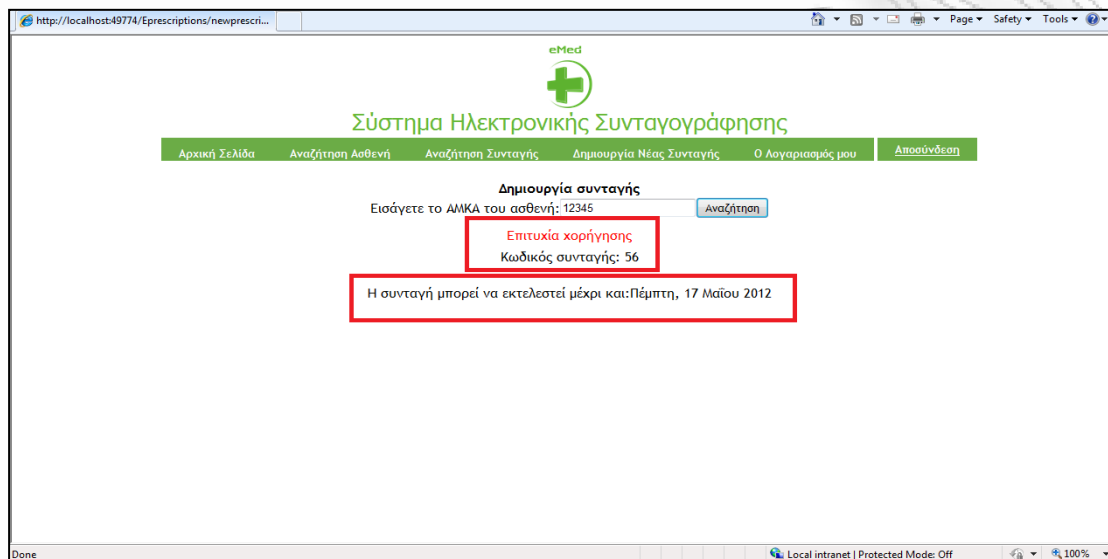 http://localhost:49774/Eprescriptions/newprescri...
Page Safety Tools
eMed
Σύστημα Ηλεκτρονικής Συνταγογράφησης
Αρχική Σελίδα Αναζήτηση Ασθενή Αναζήτηση Συνταγής Δημιουργία Νέας Συνταγής Ο Λογαριασμός μου Αποσύνδεση
Δημιουργία συνταγής
Εισάγετε το ΑΜΚΑ του ασθενή: 12345 Αναζήτηση
Επιτυχία χορήγησης
Κωδικός συνταγής: 56
Η συνταγή μπορεί να εκτελεστεί μέχρι και:Πέμπτη, 17 Μαΐου 2012
Done Local intranet | Protected Mode: Off 100%